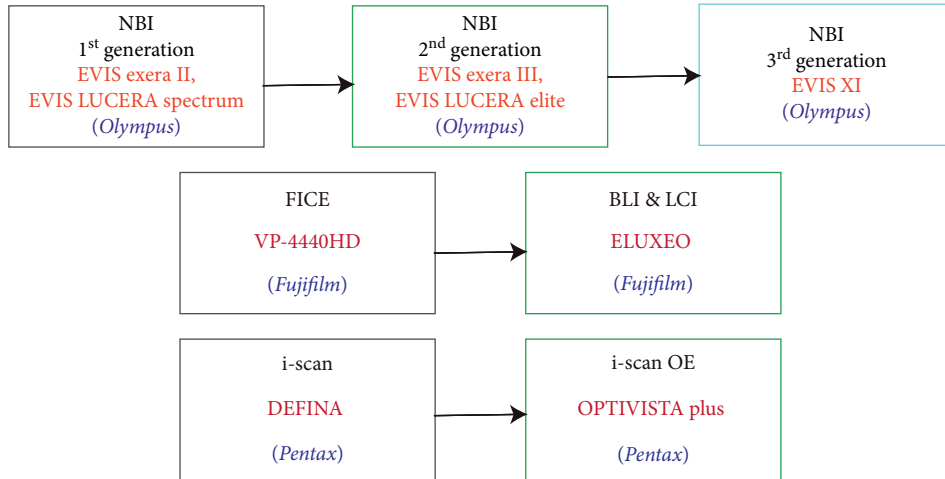 NBI
1st generation
EVIS exera II,
EVIS LUCERA spectrum
(Olympus)
NBI
2nd generation
EVIS exera III,
EVIS LUCERA elite
(Olympus)
NBI
3rd generation
EVIS XI
(Olympus)
FICE
VP-4440HD
(Fujifilm)
BLI & LCI
ELUXEO
(Fujifilm)
i-scan
DEFINA
(Pentax)
i-scan OE
OPTIVISTA plus
(Pentax)